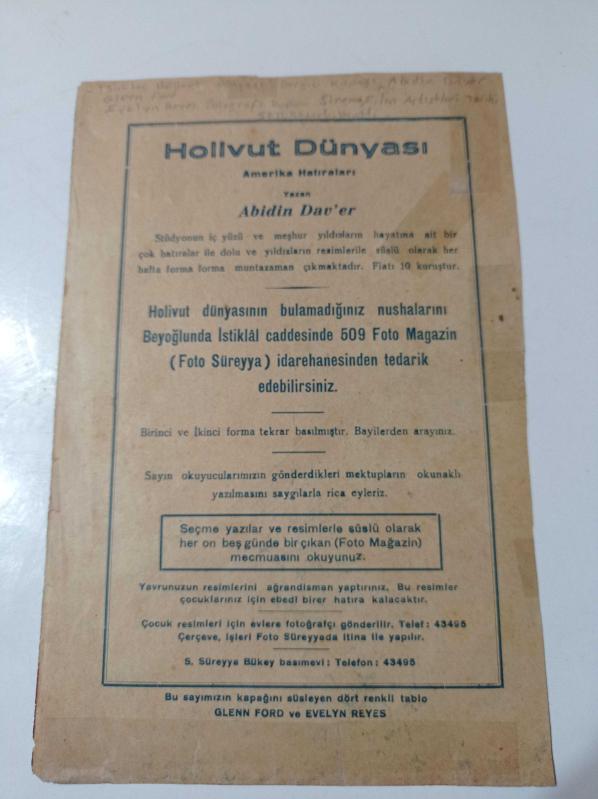 Glenn Ford
Holivut Dünyası
Amerika Hatıraları
Yazan
Abidin Dav'er
Stüdyonun iç yüzü ve meşhur yıldızların hayatına ait bir
çok hatıralar ile dolu ve yıldızların resimlerile süslü olarak her
hafta forma forma muntazaman çıkmaktadır. Fiatı 10 kuruştur.
Holivut dünyasının bulamadığınız nushalarını
Beyoğlunda İstiklâl caddesinde 509 Foto Magazin
(Foto Süreyya) idarehanesinden tedarik
edebilirsiniz.
Birinci ve İkinci forma tekrar basılmıştır. Bayilerden arayınız.
Sayın okuyucularımızın gönderdikleri mektupların okunaklı
yazılmasını saygılarla rica eyleriz.
Seçme yazılar ve resimlerle süslü olarak
her on beş günde bir çıkan (Foto Mağazin)
mecmuasını okuyunuz.
Yavrunuzun resimlerini ağrandisman yaptırınız. Bu resimler
çocuklarınız için ebedî birer hatıra kalacaktır.
Çocuk resimleri için evlere fotoğrafçı gönderilir. Telef: 43495
Çerçeve, işleri Foto Süreyyada itina ile yapılır.
S. Süreyya Bükey basımevi: Telefon: 43495
Bu sayımızın kapağını süsleyen dört renkli tablo
GLENN FORD ve EVELYN REYES